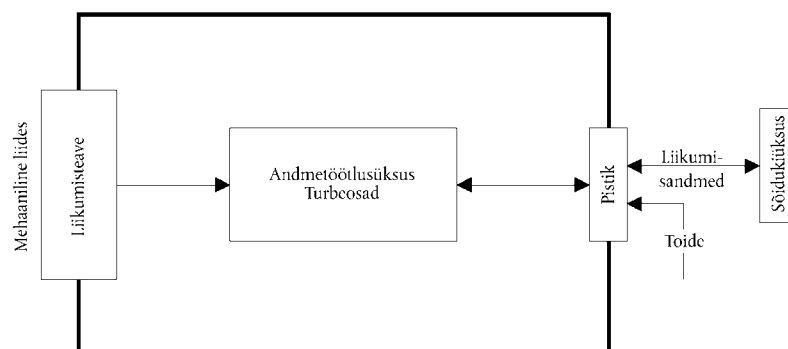 Mehaaniline liides
Liikumisteave
Andmetöötlusüksus
Turbeosad
Pistik
Liikumi-
sandmed
Toide
Sõidukiüksus